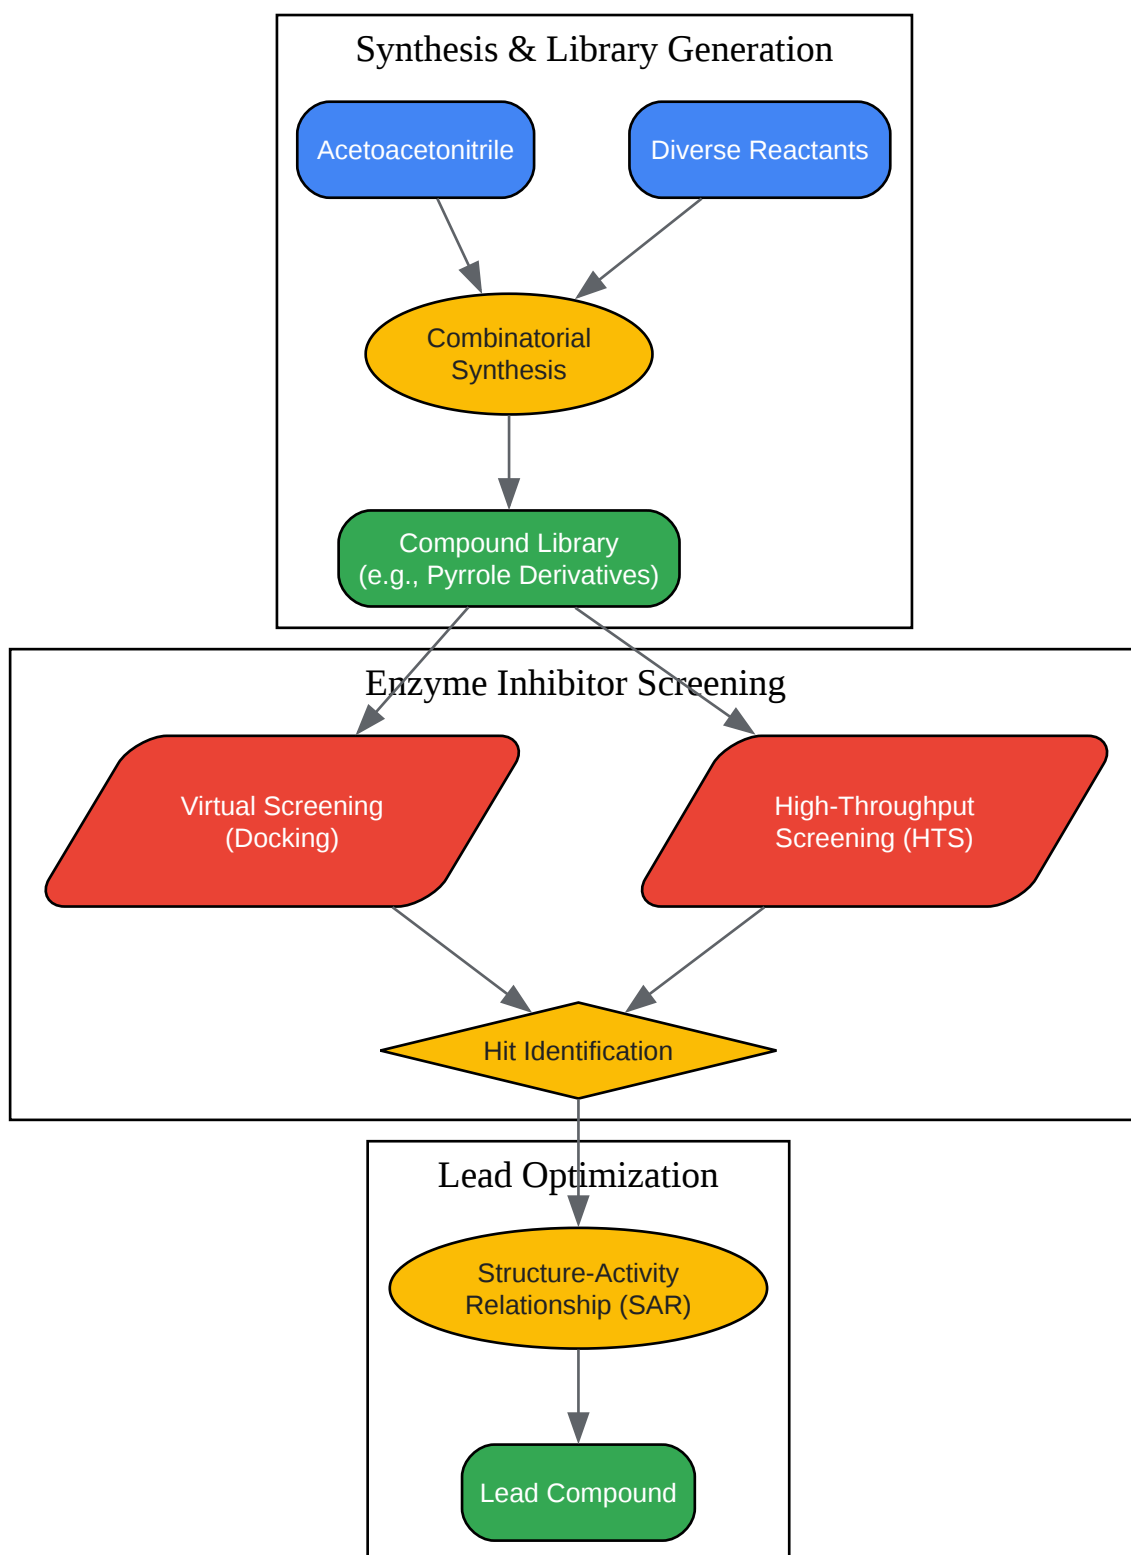 Synthesis & Library Generation
Acetoacetonitrile
Diverse Reactants
Combinatorial
Synthesis
Compound Library
(e.g., Pyrrole Derivatives)
Enzyme Inhibitor Screening
Virtual Screening
(Docking)
High-Throughput
Screening (HTS)
Hit Identification
Lead Optimization
Structure-Activity
Relationship (SAR)
Lead Compound